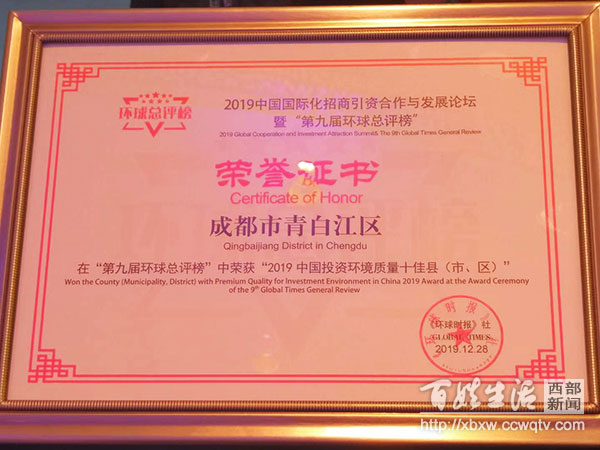 环球总评榜
2019中国国际化招商引资合作与发展论坛
暨“第九届环球总评榜”
2019 Global Cooperation and Investment Attention Summit& The 9th Global Times General Review
荣誉证书
Certificate of Honor
成都市青白江区
Qingbaijiang District in Chengdu
在“第九届环球总评榜”中荣获“2019 中国投资环境质量十佳县（市、区）”
Won the County (Municipality, District) with Premium Quality for Investment Environment in China 2019 Award at the Award Ceremony
of the 9th Global Times General Review
《环球时报》社
GLOBAL TIMES
2019.12.28
百姓生活 西部新闻
http://xbxw.ccwqtv.com